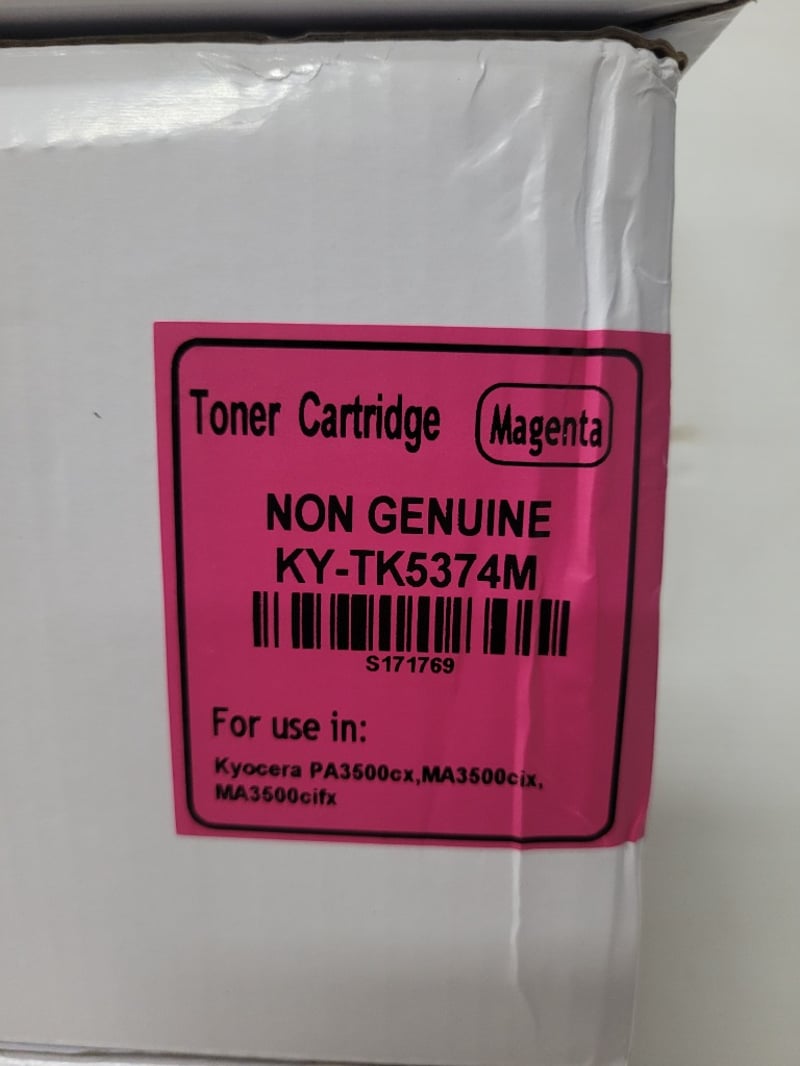 Toner Cartridge Magenta
NON GENUINE
KY-TK5374M
S171769
For use in:
Kyocera PA3500cx,MA3500cix,
MA3500cifx